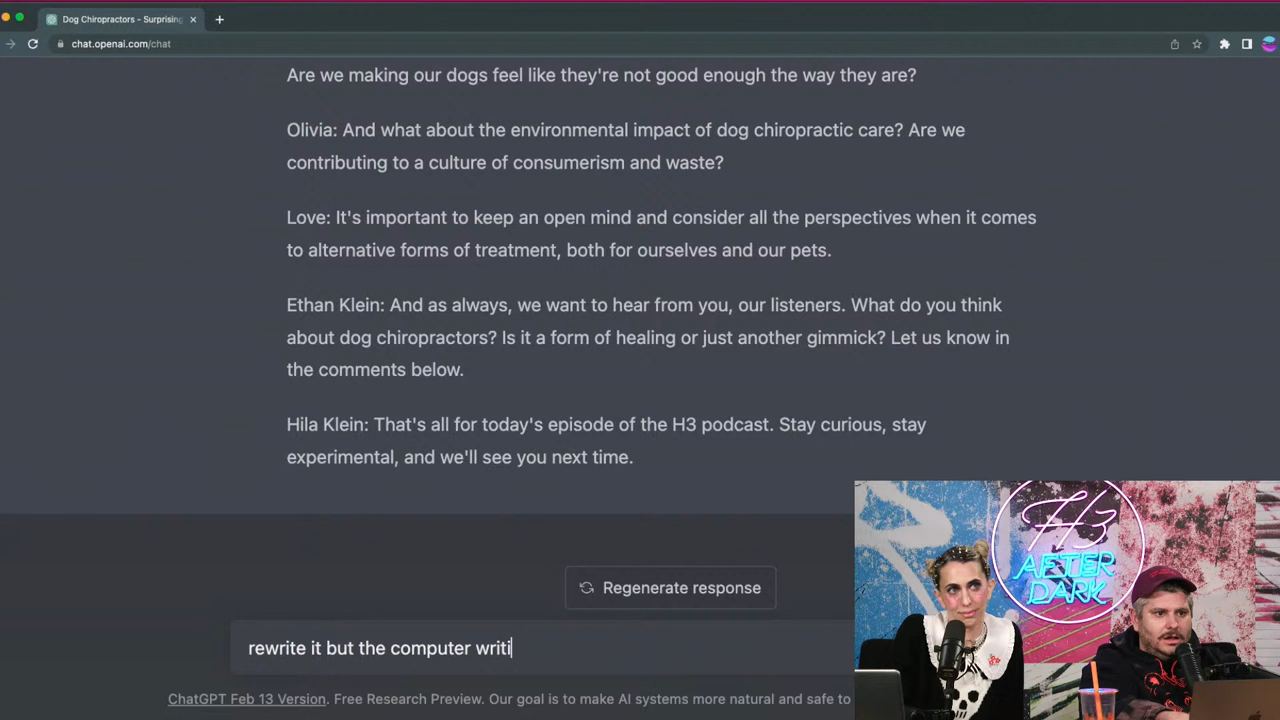 Dog Chiropractors - Surprising
chat.openai.com/chat
Are we making our dogs feel like they're not good enough the way they are?
Olivia: And what about the environmental impact of dog chiropractic care? Are we
contributing to a culture of consumerism and waste?
Love: It's important to keep an open mind and consider all the perspectives when it comes
to alternative forms of treatment, both for ourselves and our pets.
Ethan Klein: And as always, we want to hear from you, our listeners. What do you think
about dog chiropractors? Is it a form of healing or just another gimmick? Let us know in
the comments below.
Hila Klein: That's all for today's episode of the H3 podcast. Stay curious, stay
experimental, and we'll see you next time.
Regenerate response
rewrite it but the computer writi
ChatGPT Feb 13 Version. Free Research Preview. Our goal is to make AI systems more natural and safe to
H3
AFTER
DARK